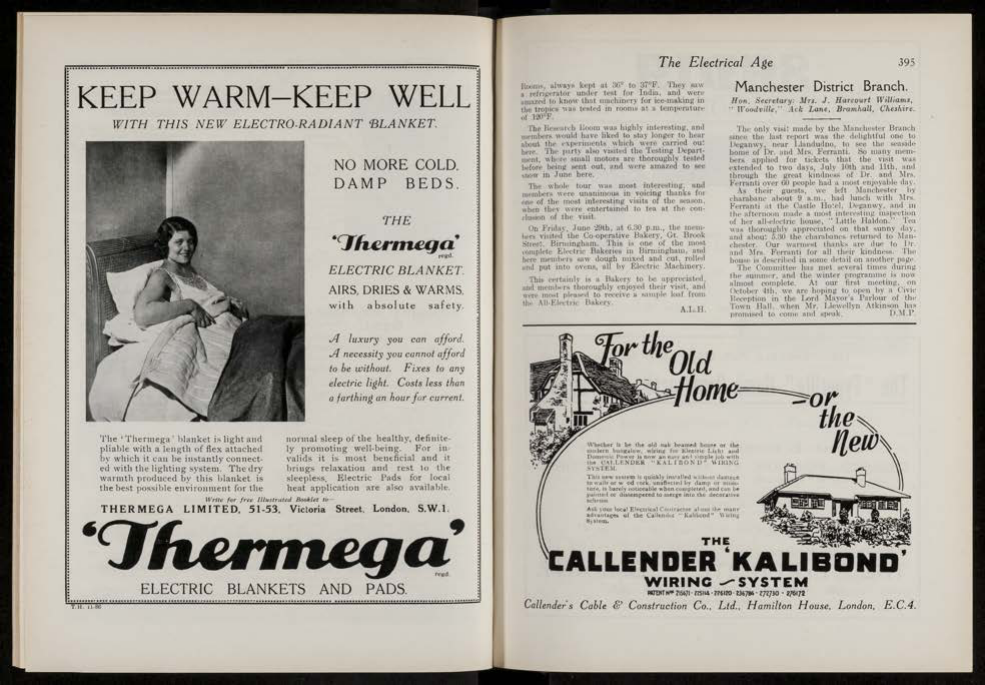 KEEP WARM—KEEP WELL
WITH THIS NEW ELECTRO-RADIANT BLANKET.
NO MORE COLD,
DAMP BEDS.
THE
'Thermega'
regd.
ELECTRIC BLANKET.
AIRS, DRIES & WARMS,
with absolute safety.
A luxury you can afford.
A necessity you cannot afford
to be without. Fixes to any
electric light. Costs less than
a farthing an hour for current.
The 'Thermega' blanket is light and
pliable with a length of flex attached
by which it can be instantly connect-
ed with the lighting system. The dry
warmth produced by this blanket is
the best possible environment for the
normal sleep of the healthy, definite-
ly promoting well-being. For in-
valids it is most beneficial and it
brings relaxation and rest to the
sleepless. Electric Pads for local
heat application are also available.
Write for free Illustrated Booklet to—
THERMEGA LIMITED, 51-53, Victoria Street, London, S.W.1.
'Thermega'
regd.
ELECTRIC BLANKETS AND PADS.
T.H. 11-86
The Electrical Age
395
Rooms, always kept at 36° to 37°F. They saw
a refrigerator under test for India, and were
amazed to know that machinery for ice-making in
the tropics was tested in rooms at a temperature
of 120°F.
The Research Room was highly interesting, and
members would have liked to stay longer to hear
about the experiments which were carried out
here. The party also visited the Testing Depart-
ment, where small motors are thoroughly tested
before being sent out, and were amazed to see
snow in June here.
The whole tour was most interesting, and
members were unanimous in voicing thanks for
one of the most interesting visits of the season,
when they were entertained to tea at the con-
clusion of the visit.
On Friday, June 29th, at 6.30 p.m., the mem-
bers visited the Co-operative Bakery, Gt. Brook
Street, Birmingham. This is one of the most
complete Electric Bakeries in Birmingham, and
here members saw dough mixed and cut, rolled
and put into ovens, all by Electric Machinery.
This certainly is a Bakery to be appreciated,
and members thoroughly enjoyed their visit, and
were most pleased to receive a sample loaf from
the All-Electric Bakery.
A.L.H.
Manchester District Branch.
Hon. Secretary: Mrs. J. Harcourt Williams,
"Woodville," Ack Lane, Bramhall, Cheshire.
The only visit made by the Manchester Branch
since the last report was the delightful one to
Deganwy, near Llandudno, to see the seaside
home of Dr. and Mrs. Ferranti. So many mem-
bers applied for tickets that the visit was
extended to two days, July 10th and 11th, and
through the great kindness of Dr. and Mrs.
Ferranti over 60 people had a most enjoyable day.
As their guests, we left Manchester by
charabanc about 9 a.m., had lunch with Mrs.
Ferranti at the Castle Hotel, Deganwy, and in
the afternoon made a most interesting inspection
of her all-electric house, "Little Haldon." Tea
was thoroughly appreciated on that sunny day,
and about 5.30 the charabancs returned to Man-
chester. Our warmest thanks are due to Dr.
and Mrs. Ferranti for all their kindness. The
house is described in some detail on another page.
The Committee has met several times during
the summer, and the winter programme is now
almost complete. At our first meeting, on
October 4th, we are hoping to open by a Civic
Reception in the Lord Mayor's Parlour of the
Town Hall, when Mr. Llewellyn Atkinson has
promised to come and speak. D.M.P.
For the
Old
Home
—or
the
New
Whether it be the old oak beamed house or the
modern bungalow, wiring for Electric Light and
Domestic Power is now an easy and simple job with
the CALLENDER "KALIBOND" WIRING
SYSTEM.
This new system is quickly installed without damage
to walls or
is barely noticeable when completed, and can be
painted or distempered to merge into the decorative
scheme.
Ask your local Electrical Contractor about the many
advantages of the Callender "Kalibond" Wiring
System.
THE
CALLENDER 'KALIBOND'
WIRING — SYSTEM
Callender's Cable & Construction Co., Ltd., Hamilton House, London, E.C.4.